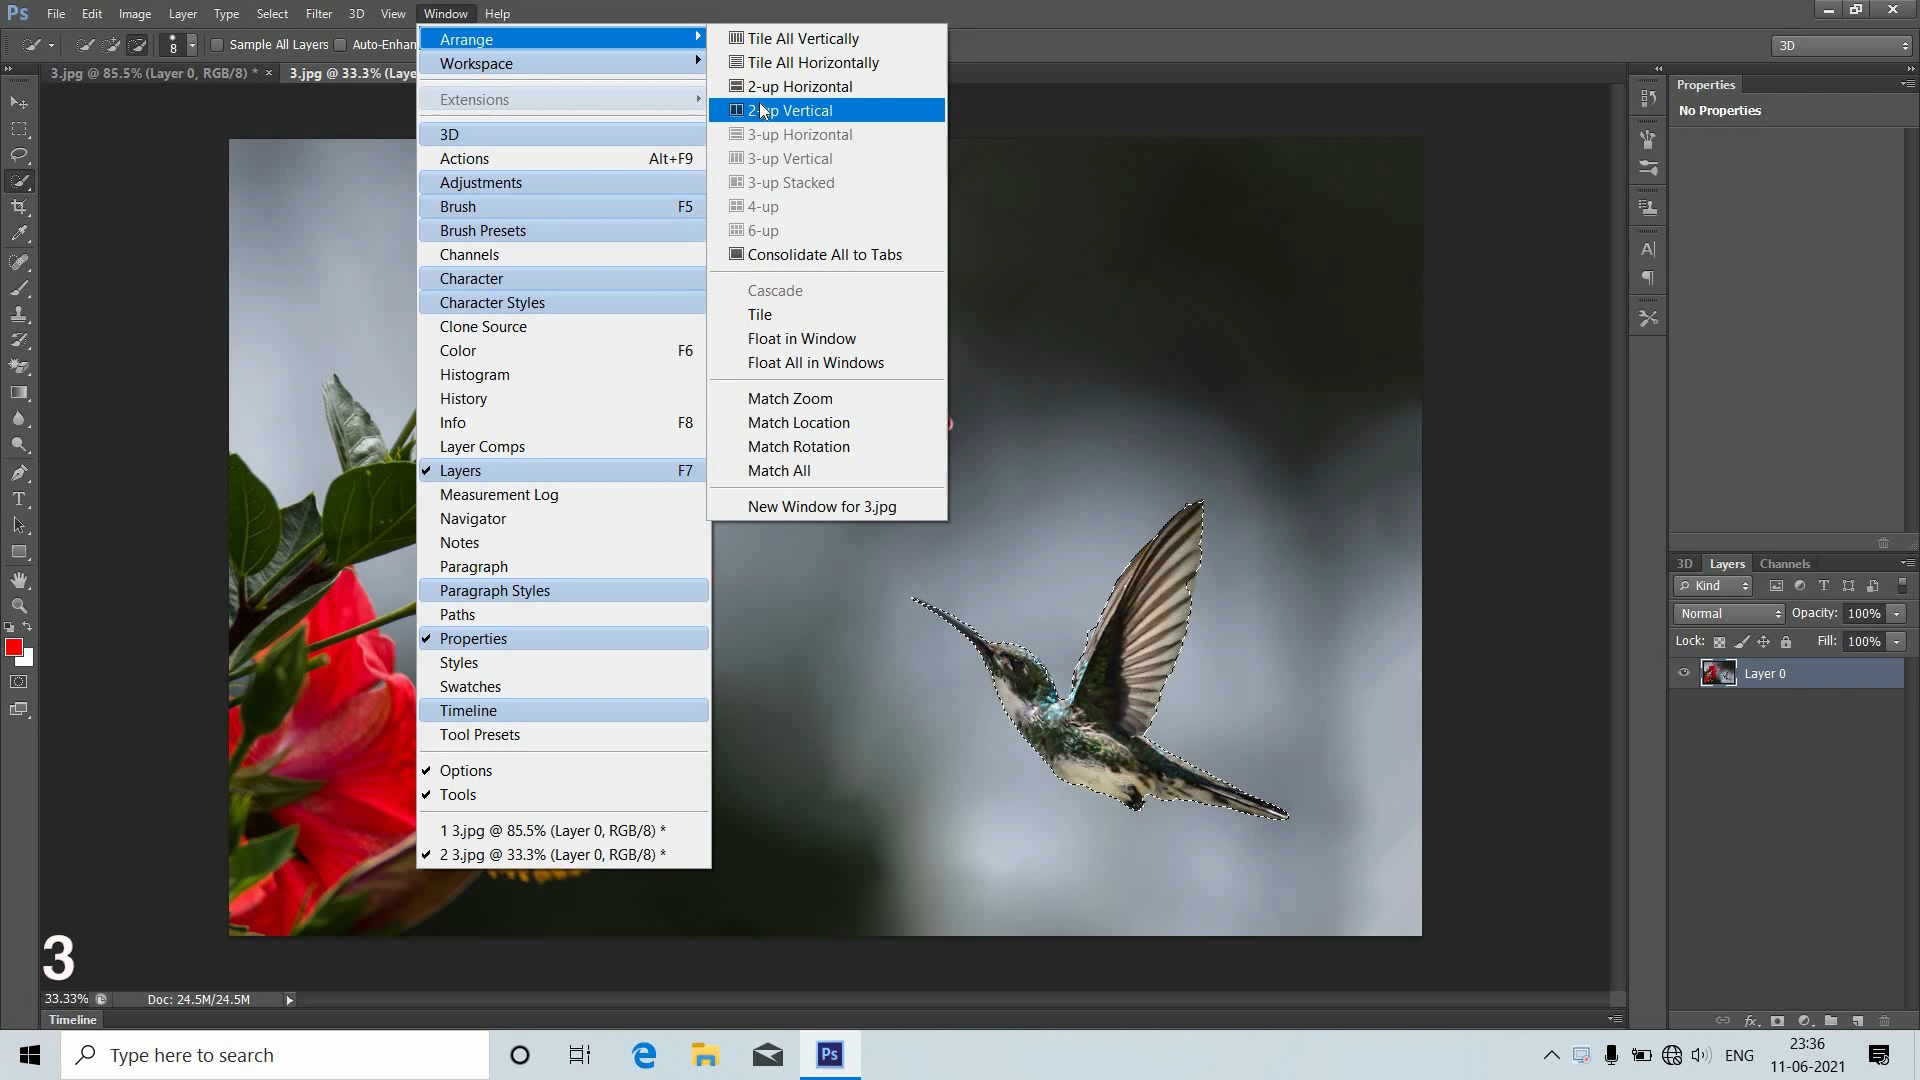 Ps File Edit Image Layer Type Select Filter 3D View Window Help
8 Sample All Layers Auto-Enhan 3D
3.jpg @ 85.5% (Layer 0, RGB/8) * × 3.jpg @ 33.3% (Laye
Arrange
Workspace
Extensions
3D
Actions Alt+F9
Adjustments
Brush F5
Brush Presets
Channels
Character
Character Styles
Clone Source
Color F6
Histogram
History
Info F8
Layer Comps
Layers F7
Measurement Log
Navigator
Notes
Paragraph
Paragraph Styles
Paths
Properties
Styles
Swatches
Timeline
Tool Presets
Options
Tools
1 3.jpg @ 85.5% (Layer 0, RGB/8) *
2 3.jpg @ 33.3% (Layer 0, RGB/8) *
Tile All Vertically
Tile All Horizontally
2-up Horizontal
2-up Vertical
3-up Horizontal
3-up Vertical
3-up Stacked
4-up
6-up
Consolidate All to Tabs
Cascade
Tile
Float in Window
Float All in Windows
Match Zoom
Match Location
Match Rotation
Match All
New Window for 3.jpg
Properties
No Properties
3D Layers Channels
Kind
Normal Opacity: 100%
Lock: Fill: 100%
Layer 0
3
33.33% Doc: 24.5M/24.5M
Timeline
Type here to search
Ps
ENG
23:36
11-06-2021